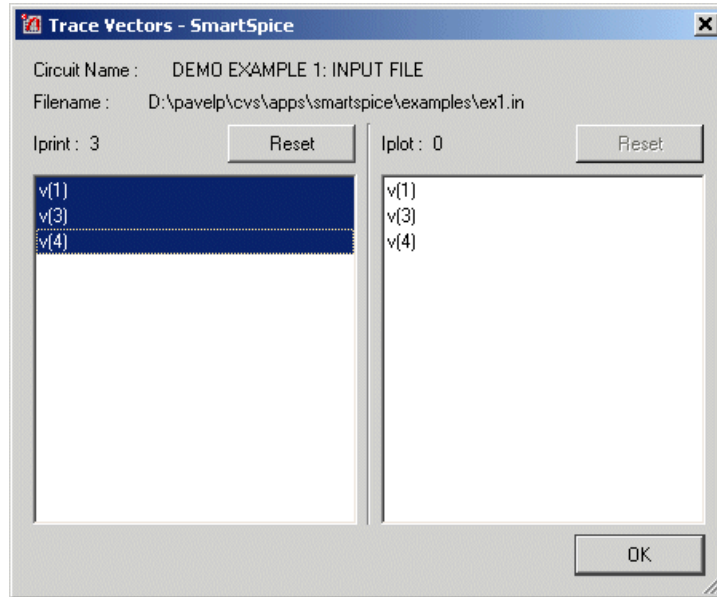 Trace Vectors - SmartSpice
Circuit Name : DEMO EXAMPLE 1: INPUT FILE
Filename : D:\pavelp\cvs\apps\smartspice\examples\ex1.in
Iprint : 3 Reset Iplot : 0 Reset
v(1) v(1)
v(3) v(3)
v(4) v(4)
OK